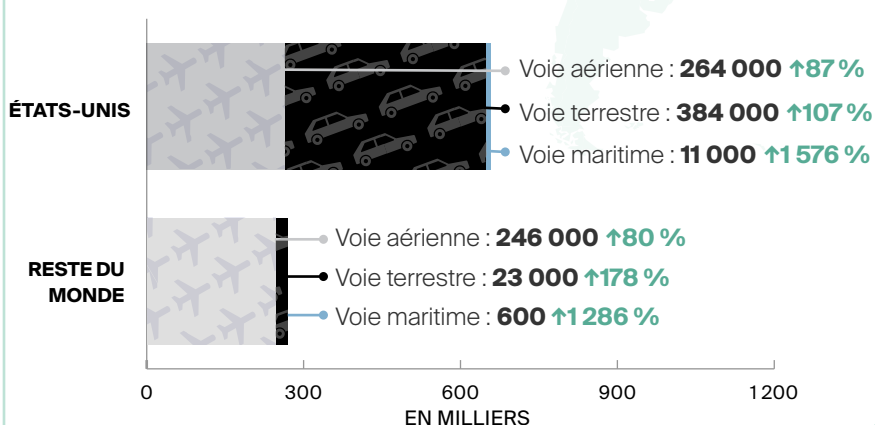 ÉTATS-UNIS
Voie aérienne : 264 000 ↑87 %
Voie terrestre : 384 000 ↑107 %
Voie maritime : 11 000 ↑1 576 %
RESTE DU
MONDE
Voie aérienne : 246 000 ↑80 %
Voie terrestre : 23 000 ↑178 %
Voie maritime : 600 ↑1 286 %
0 300 600 900 1200
EN MILLIERS